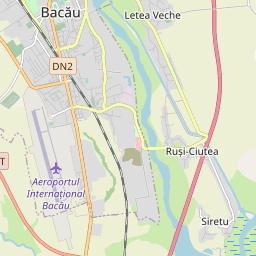 Bacău
Letea Veche
DN2
Ruși-Ciutea
T
Aeroportul
Internațional
Bacău
Siretu